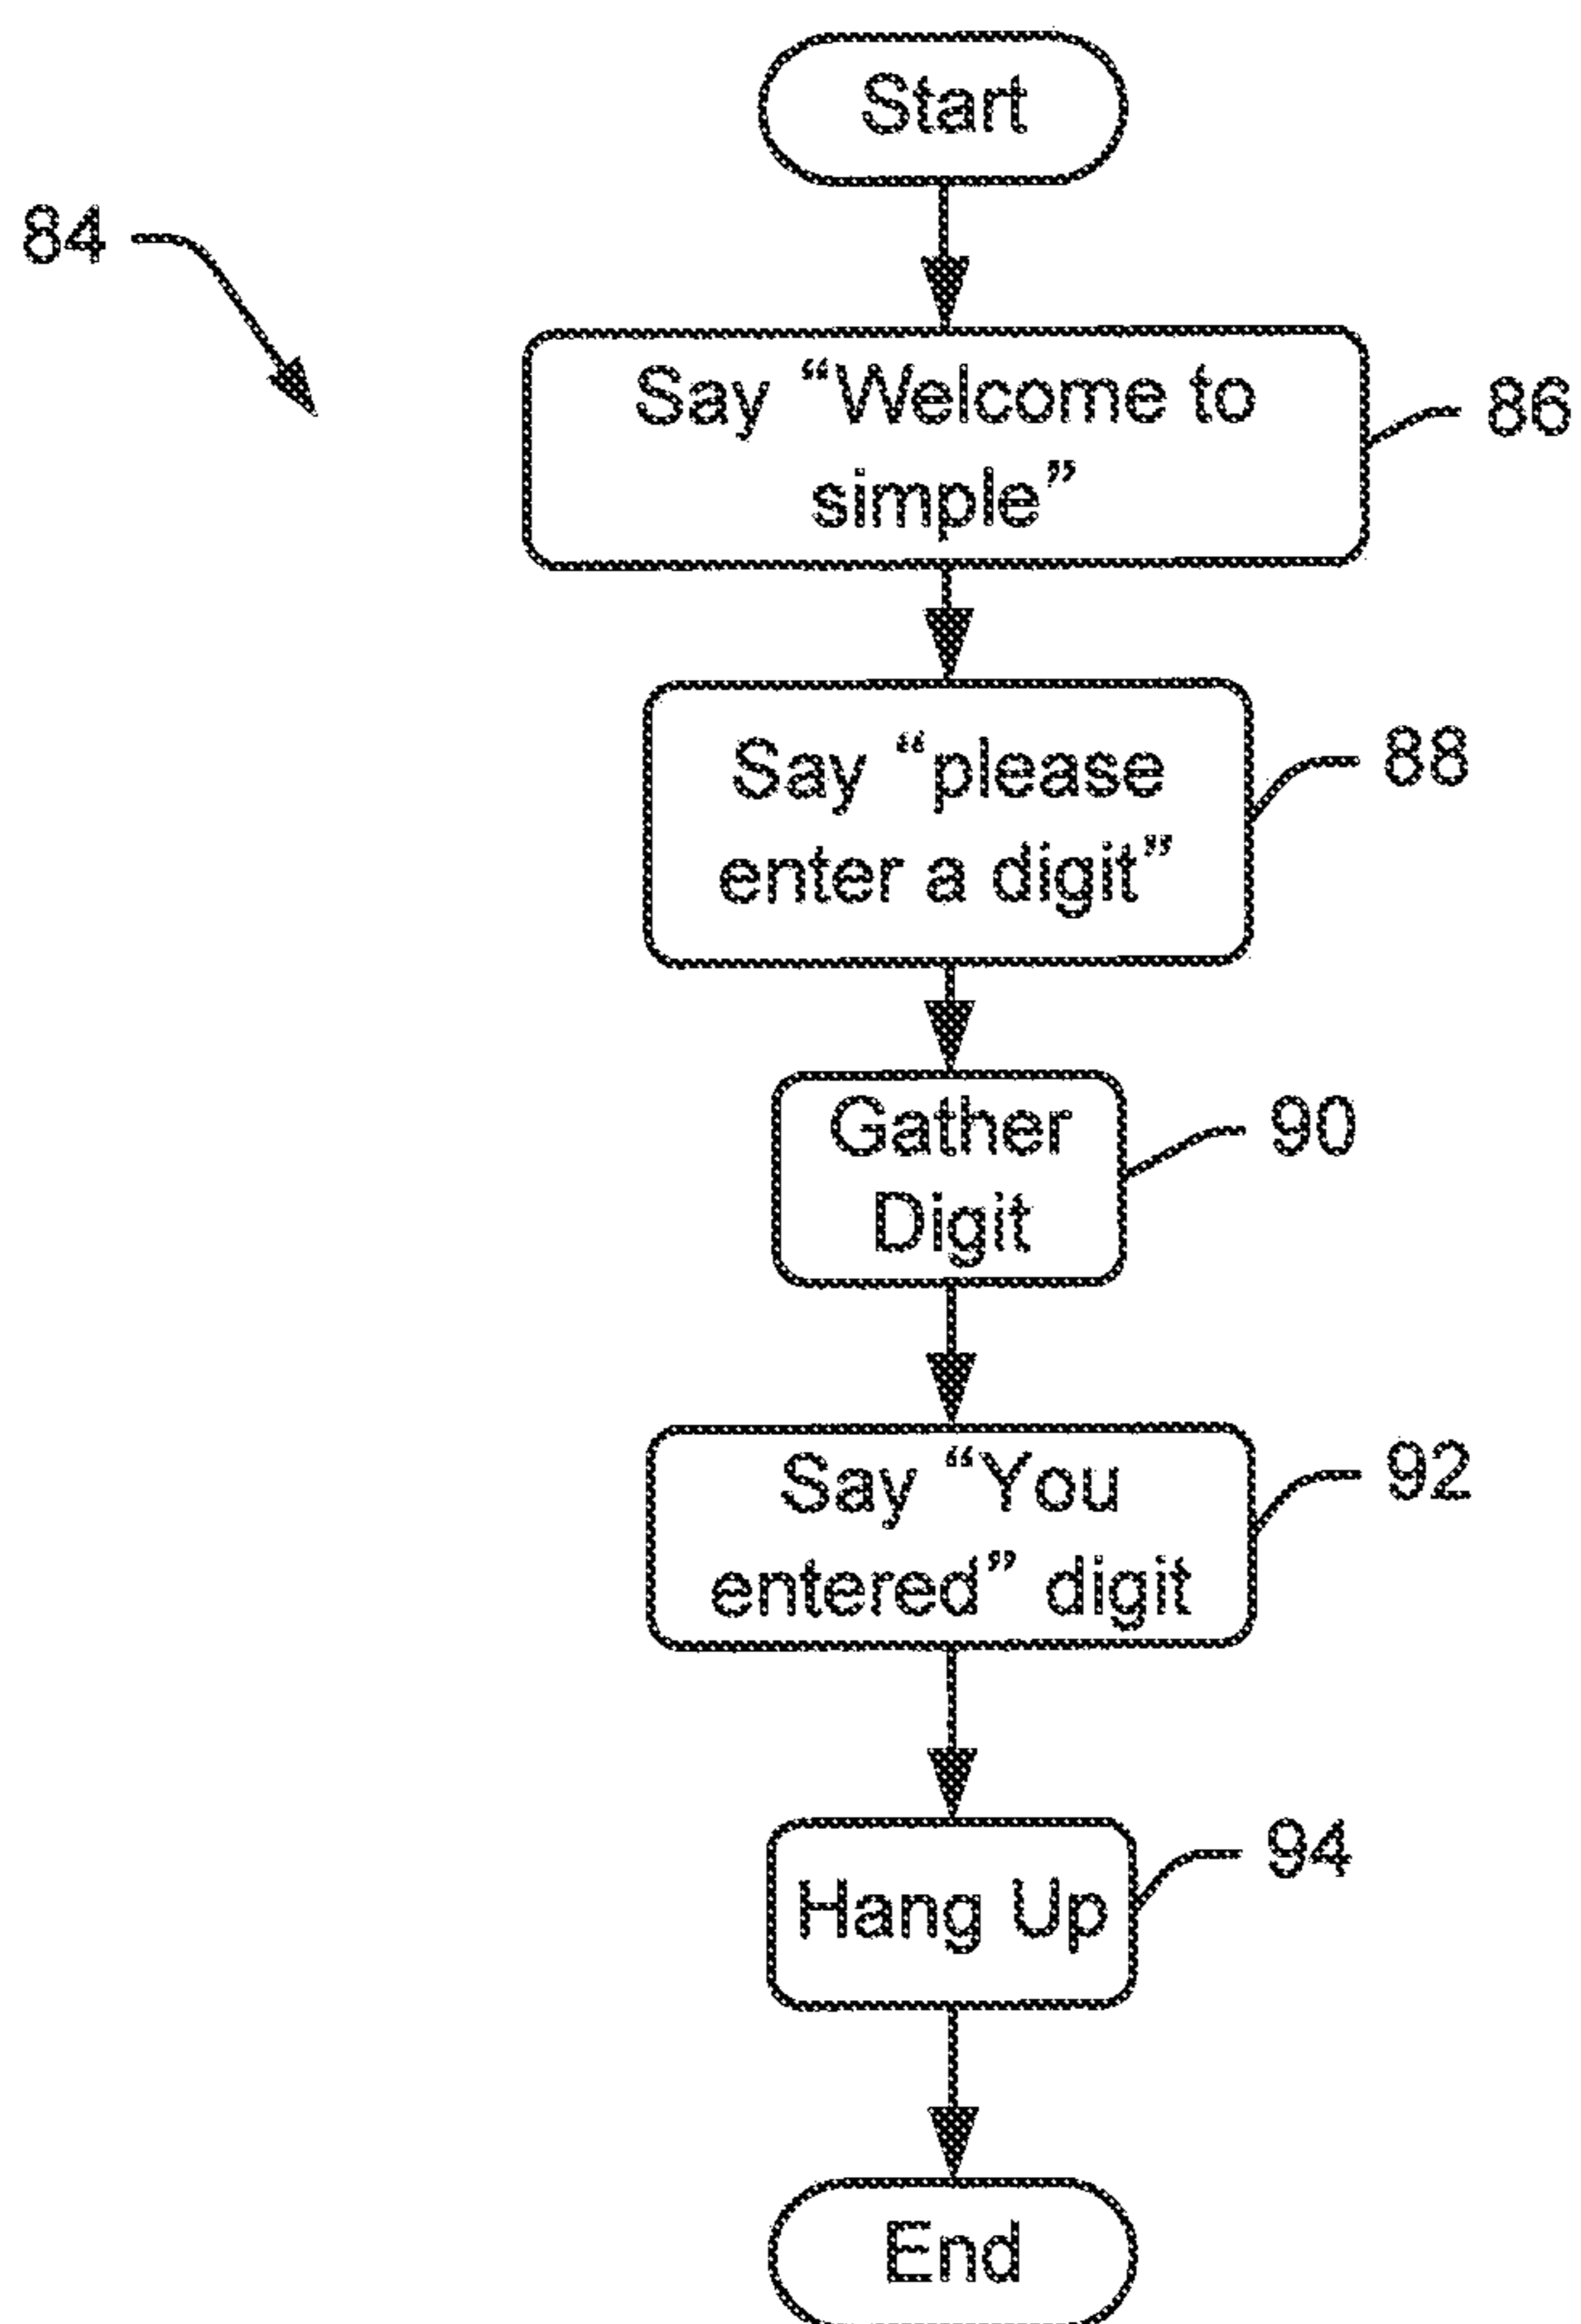 Start
84
Say “Welcome to
simple”
86
Say “please
enter a digit”
88
Gather
Digit
90
Say “You
entered” digit
92
Hang Up
94
End